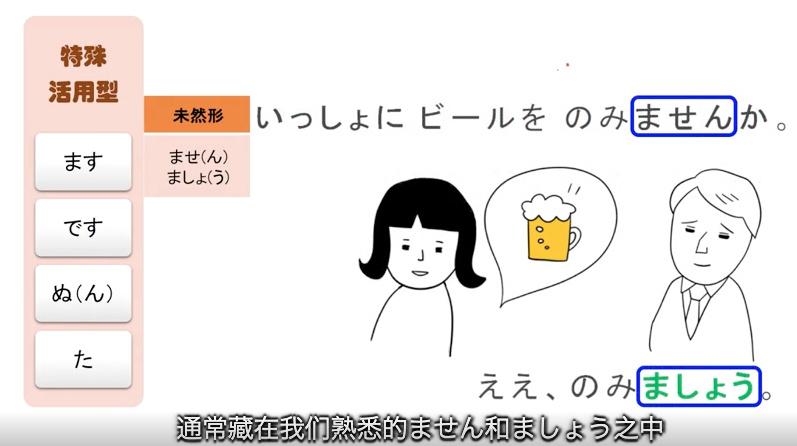 特殊
活用型
ます
です
ぬ(ん)
た
未然形
ませ(ん)
ましょ(う)
いっしょに ビールを のみませんか。
ええ、のみましょう。
通常藏在我们熟悉的ません和ましょう之中